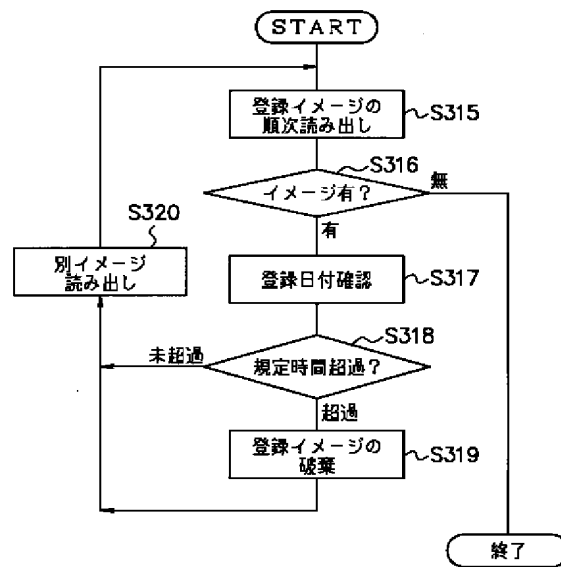 START
登録イメージの
順次読み出し
S315
S316
イメージ有?
無
有
S320
別イメージ
読み出し
登録日付確認
S317
S318
未超過
規定時間超過?
超過
登録イメージの
破棄
S319
終了